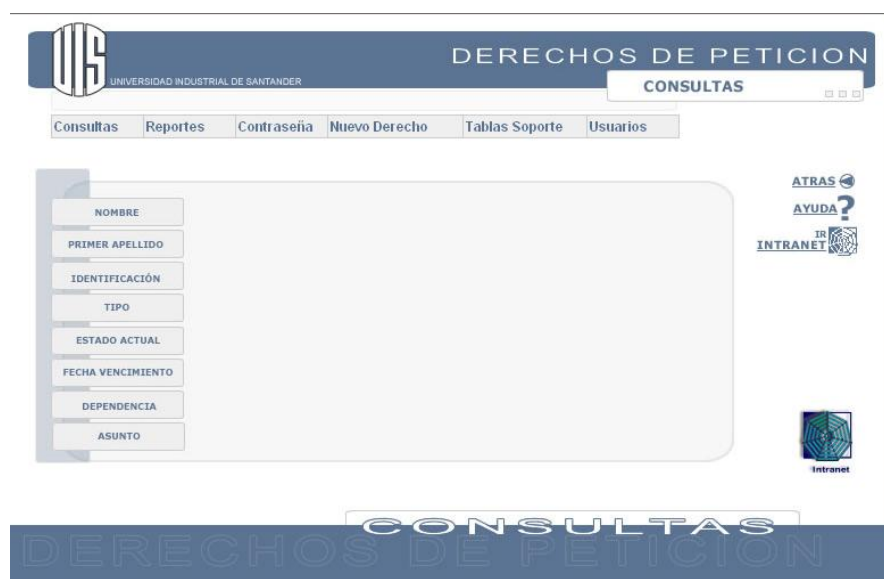 UIS
DERECHOS DE PETICION
UNIVERSIDAD INDUSTRIAL DE SANTANDER
CONSULTAS
Consultas Reportes Contraseña Nuevo Derecho Tablas Soporte Usuarios
ATRAS
AYUDA ?
IR
INTRANET
NOMBRE
PRIMER APELLIDO
IDENTIFICACIÓN
TIPO
ESTADO ACTUAL
FECHA VENCIMIENTO
DEPENDENCIA
ASUNTO
Intranet
CONSULTAS
DERECHOS DE PETICIÓN